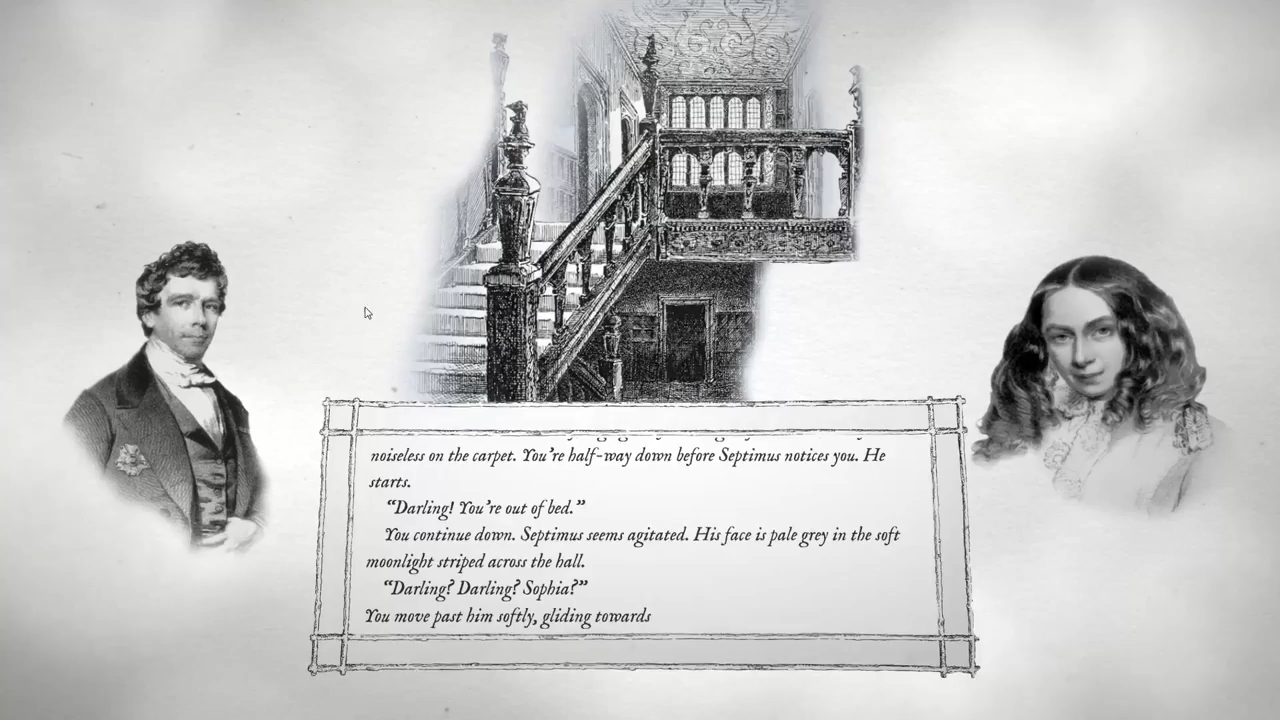 noiseless on the carpet. You're half-way down before Septimus notices you. He
starts.
“Darling! You're out of bed.”
You continue down. Septimus seems agitated. His face is pale grey in the soft
moonlight striped across the hall.
“Darling? Darling? Sophia?”
You move past him softly, gliding towards